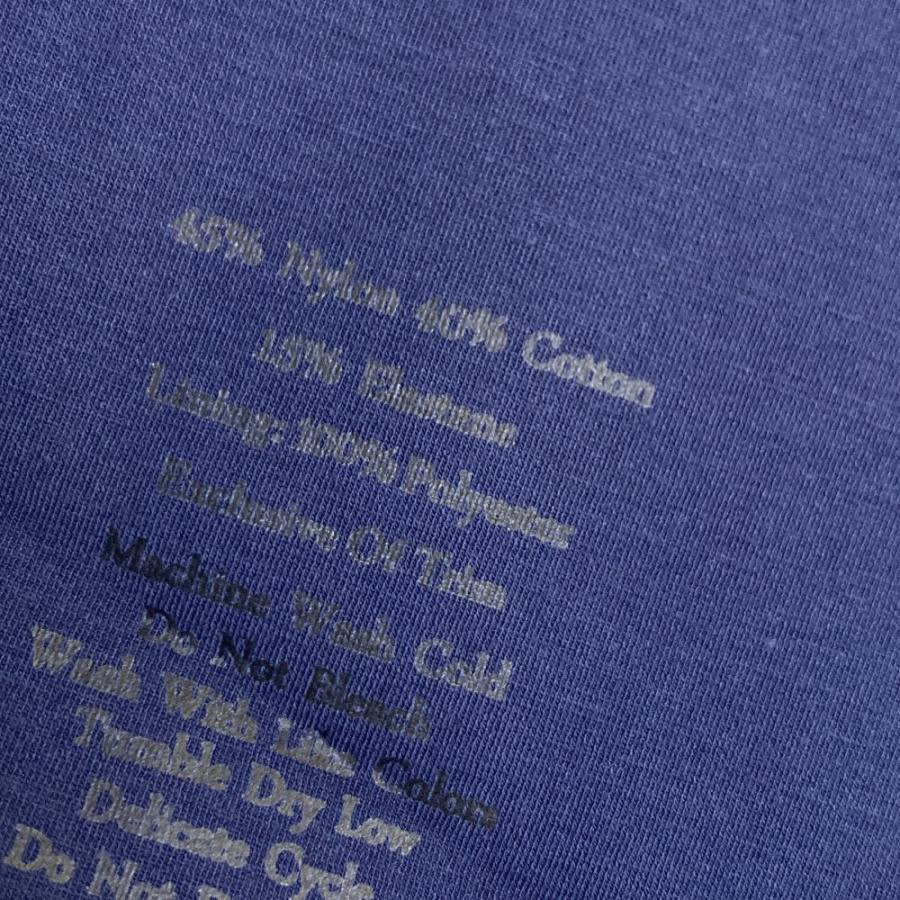 45% Nylon 40% Cotton
15% Elastane
Lining: 100% Polyester
Exclusive Of Trim
Machine Wash Cold
Do Not Bleach
Wash With Like Colors
Tumble Dry Low
Delicate Cycle
Do Not